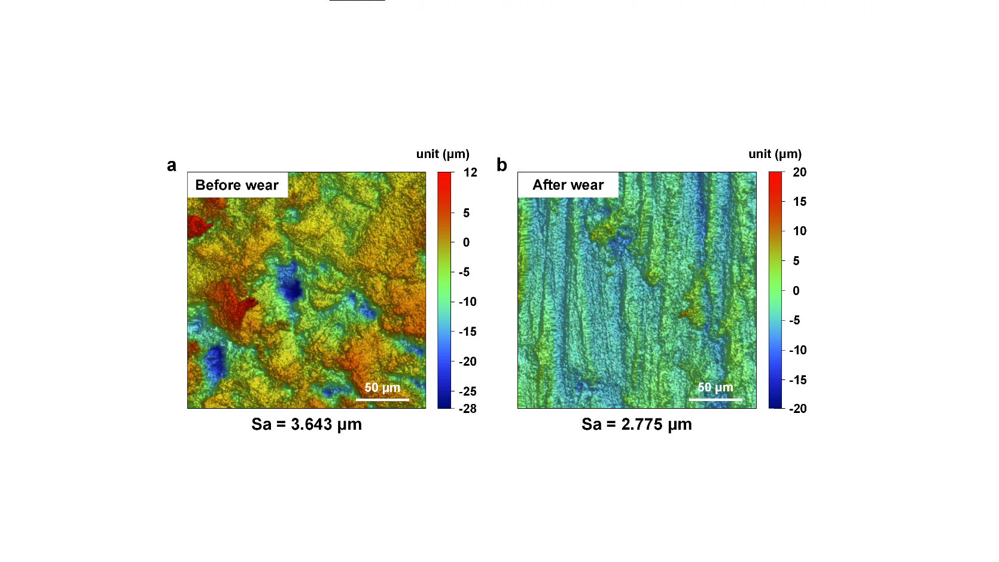 a
Before wear
unit (µm)
12
5
0
-5
-10
-15
-20
-25
-28
50 µm
Sa = 3.643 µm
b
After wear
unit (µm)
20
15
10
5
0
-5
-10
-15
-20
50 µm
Sa = 2.775 µm